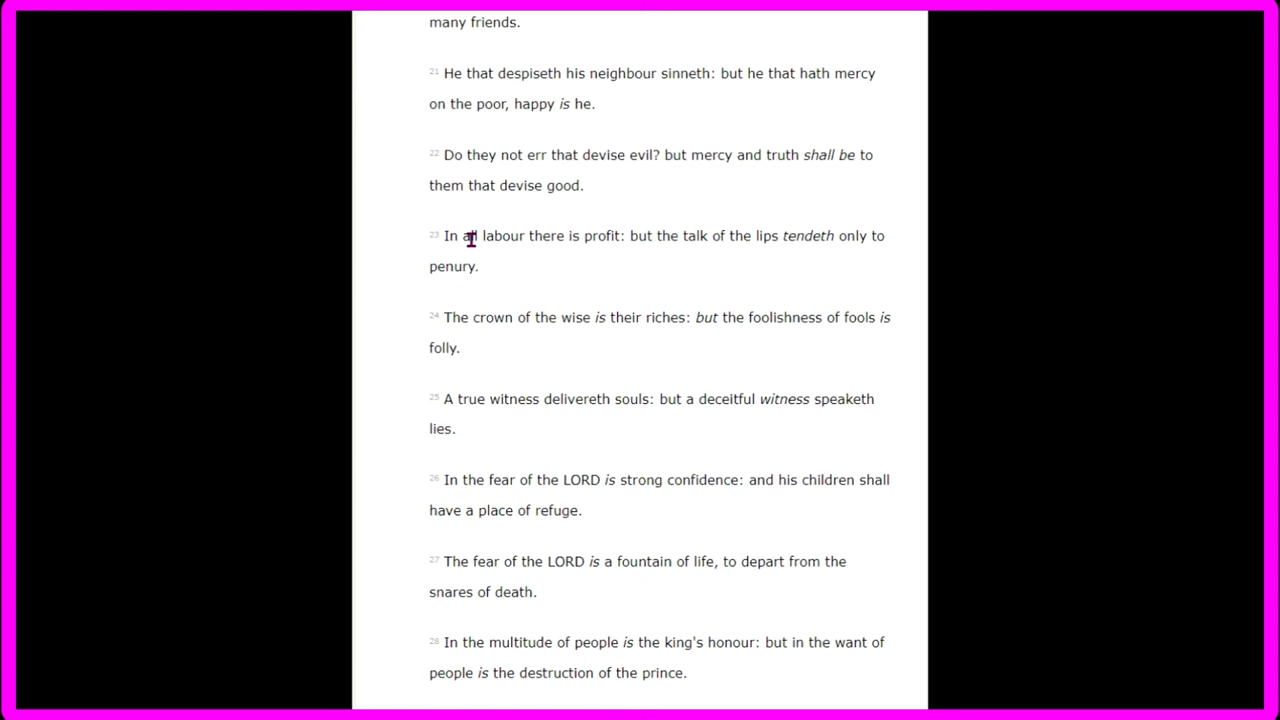 many friends.
21 He that despiseth his neighbour sinneth: but he that hath mercy
on the poor, happy is he.
22 Do they not err that devise evil? but mercy and truth shall be to
them that devise good.
23 In all labour there is profit: but the talk of the lips tendeth only to
penury.
24 The crown of the wise is their riches: but the foolishness of fools is
folly.
25 A true witness delivereth souls: but a deceitful witness speaketh
lies.
26 In the fear of the LORD is strong confidence: and his children shall
have a place of refuge.
27 The fear of the LORD is a fountain of life, to depart from the
snares of death.
28 In the multitude of people is the king's honour: but in the want of
people is the destruction of the prince.